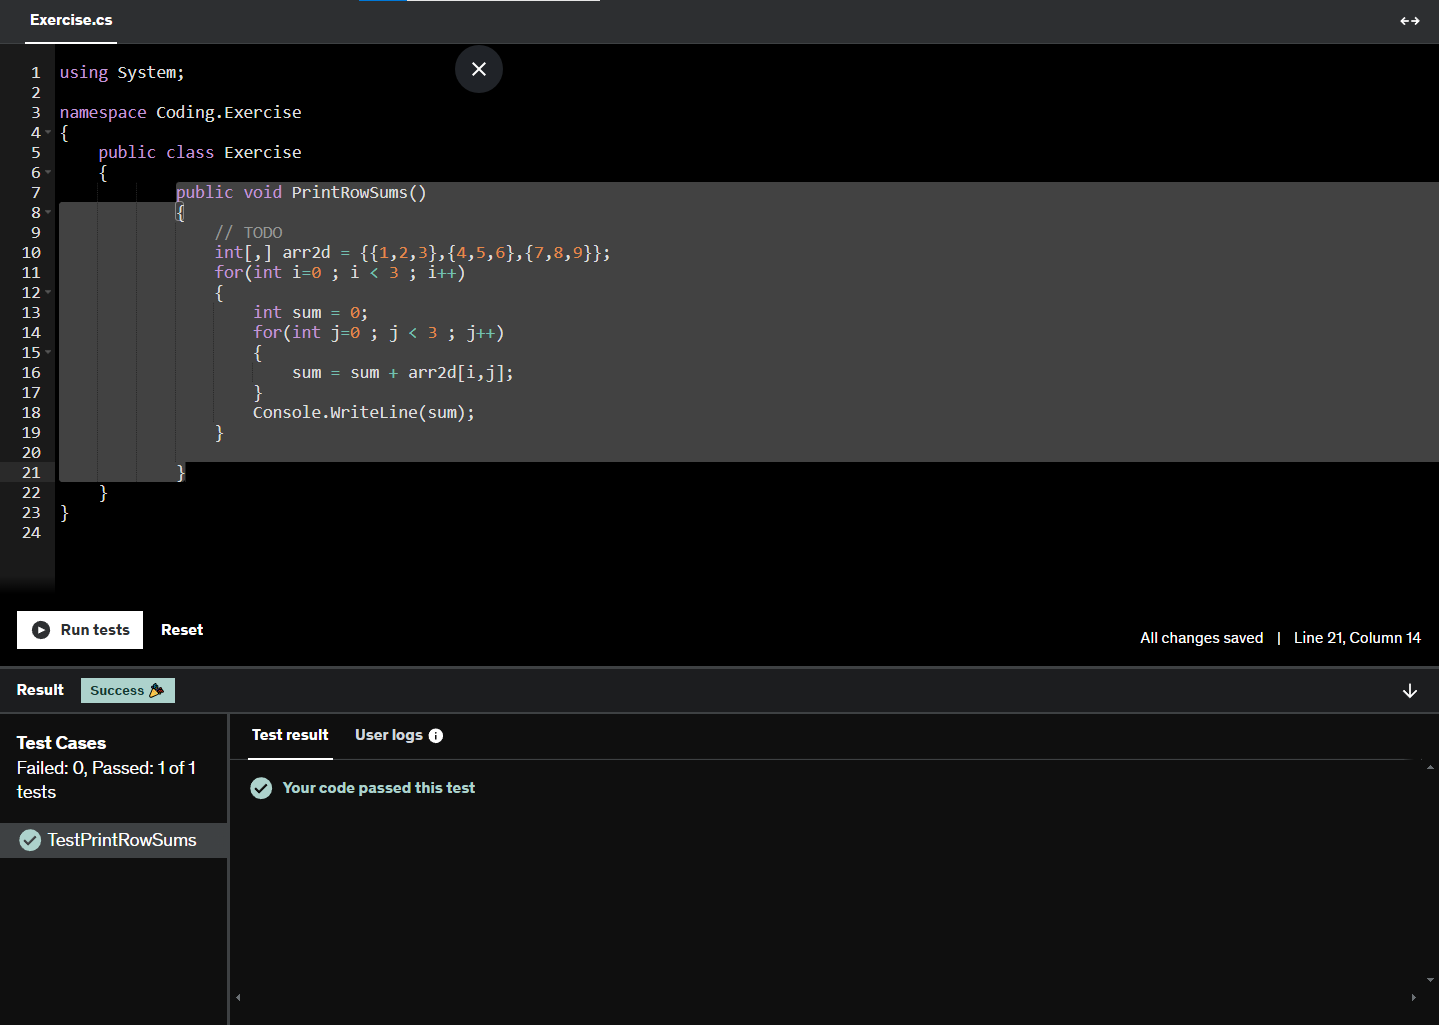 Exercise.cs
1 using System;
2
3 namespace Coding.Exercise
4 {
5     public class Exercise
6     {
7             public void PrintRowSums()
8             {
9                 // TODO
10                 int[,] arr2d = {{1,2,3},{4,5,6},{7,8,9}};
11                 for(int i=0 ; i < 3 ; i++)
12                 {
13                     int sum = 0;
14                     for(int j=0 ; j < 3 ; j++)
15                     {
16                         sum = sum + arr2d[i,j];
17                     }
18                     Console.WriteLine(sum);
19                 }
20
21             }
22     }
23 }
24
Run tests Reset
All changes saved | Line 21, Column 14
Result Success
Test Cases
Failed: 0, Passed: 1 of 1
tests
TestPrintRowSums
Test result User logs
Your code passed this test